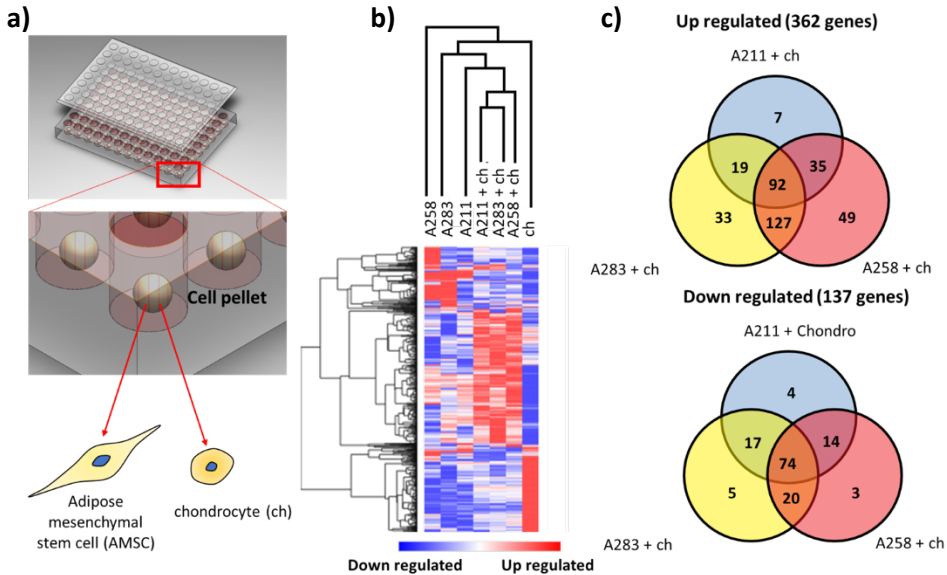 a)
Cell pellet
Adipose
mesenchymal
stem cell (AMSC)
chondrocyte (ch)
b)
A258
A283
A211
A211 + ch
A283 + ch
A258 + ch
ch
Down regulated
Up regulated
c)
Up regulated (362 genes)
A211 + ch
7
19
35
92
33
127
49
A283 + ch
A258 + ch
Down regulated (137 genes)
A211 + Chondro
4
17
14
74
5
20
3
A283 + ch
A258 + ch